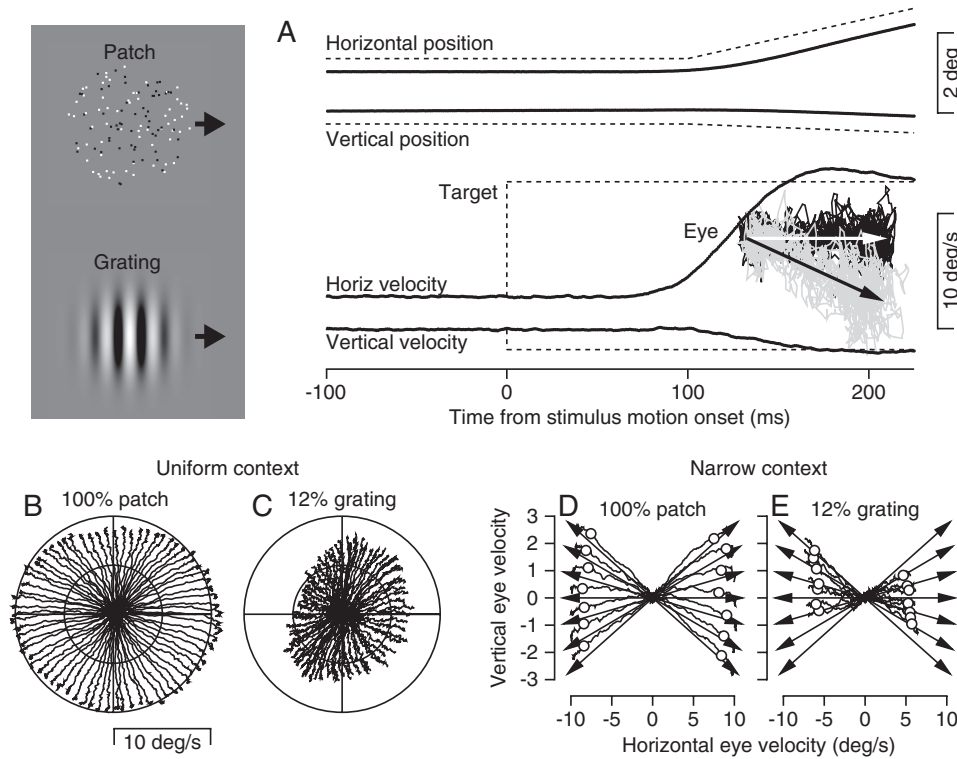 Patch
Grating
A
Horizontal position
Vertical position
2 deg
Target
Eye
Horiz velocity
Vertical velocity
10 deg/s
-100 0 100 200
Time from stimulus motion onset (ms)
Uniform context
B 100% patch
C 12% grating
10 deg/s
Narrow context
D 100% patch
E 12% grating
Vertical eye velocity
3
2
1
0
-1
-2
-3
-10 -5 0 5 10 -10 -5 0 5 10
Horizontal eye velocity (deg/s)